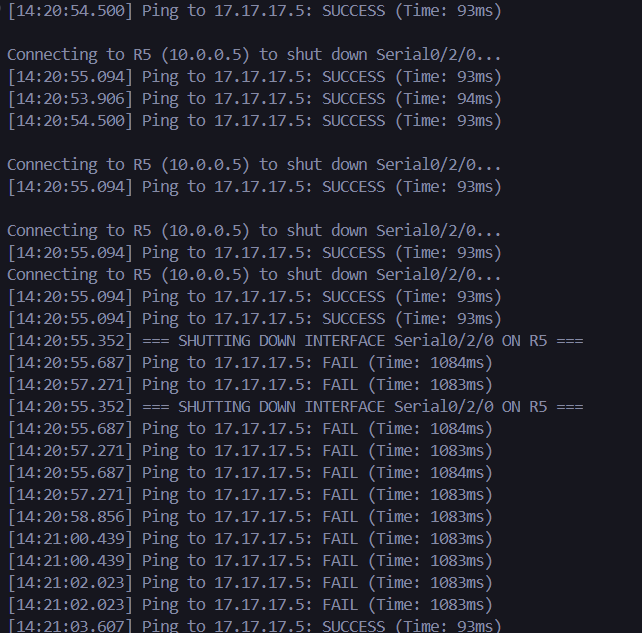 [14:20:54.500] Ping to 17.17.17.5: SUCCESS (Time: 93ms)
Connecting to R5 (10.0.0.5) to shut down Serial0/2/0...
[14:20:55.094] Ping to 17.17.17.5: SUCCESS (Time: 93ms)
[14:20:53.906] Ping to 17.17.17.5: SUCCESS (Time: 94ms)
[14:20:54.500] Ping to 17.17.17.5: SUCCESS (Time: 93ms)
Connecting to R5 (10.0.0.5) to shut down Serial0/2/0...
[14:20:55.094] Ping to 17.17.17.5: SUCCESS (Time: 93ms)
Connecting to R5 (10.0.0.5) to shut down Serial0/2/0...
[14:20:55.094] Ping to 17.17.17.5: SUCCESS (Time: 93ms)
Connecting to R5 (10.0.0.5) to shut down Serial0/2/0...
[14:20:55.094] Ping to 17.17.17.5: SUCCESS (Time: 93ms)
[14:20:55.094] Ping to 17.17.17.5: SUCCESS (Time: 93ms)
[14:20:55.352] === SHUTTING DOWN INTERFACE Serial0/2/0 ON R5 ===
[14:20:55.687] Ping to 17.17.17.5: FAIL (Time: 1084ms)
[14:20:57.271] Ping to 17.17.17.5: FAIL (Time: 1083ms)
[14:20:55.352] === SHUTTING DOWN INTERFACE Serial0/2/0 ON R5 ===
[14:20:55.687] Ping to 17.17.17.5: FAIL (Time: 1084ms)
[14:20:57.271] Ping to 17.17.17.5: FAIL (Time: 1083ms)
[14:20:55.687] Ping to 17.17.17.5: FAIL (Time: 1084ms)
[14:20:57.271] Ping to 17.17.17.5: FAIL (Time: 1083ms)
[14:20:58.856] Ping to 17.17.17.5: FAIL (Time: 1083ms)
[14:21:00.439] Ping to 17.17.17.5: FAIL (Time: 1083ms)
[14:21:00.439] Ping to 17.17.17.5: FAIL (Time: 1083ms)
[14:21:02.023] Ping to 17.17.17.5: FAIL (Time: 1083ms)
[14:21:02.023] Ping to 17.17.17.5: FAIL (Time: 1083ms)
[14:21:03.607] Ping to 17.17.17.5: SUCCESS (Time: 93ms)